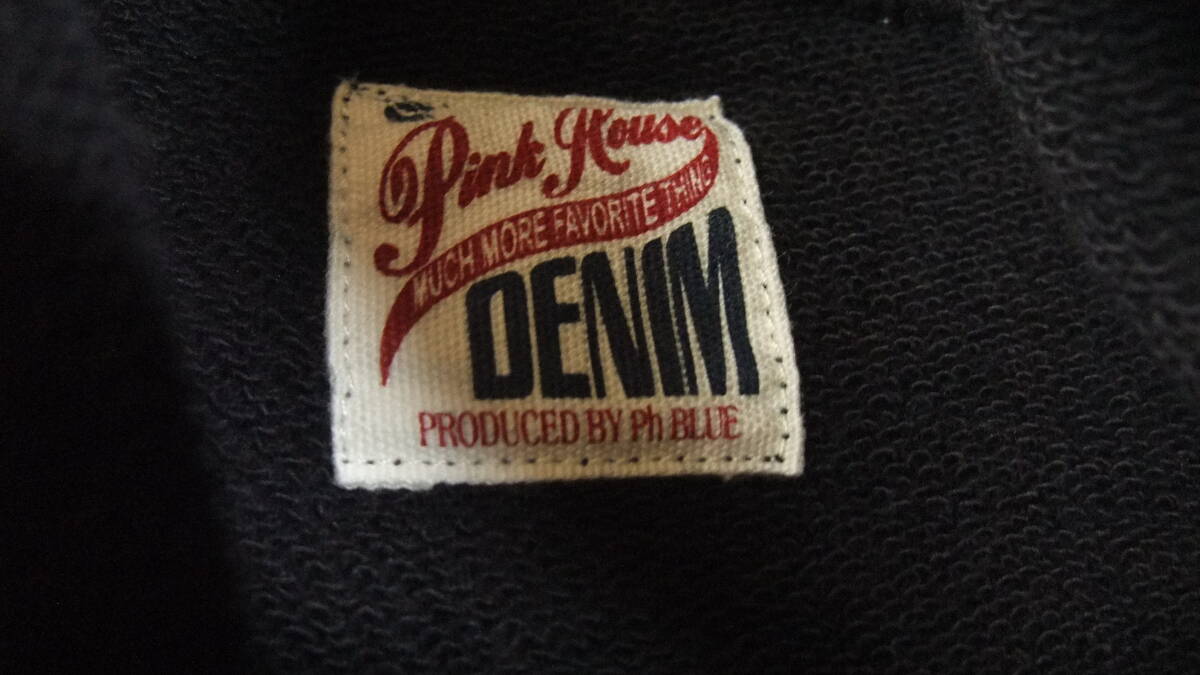 Pink House
MUCH MORE FAVORITE THING
DENIM
PRODUCED BY Ph BLUE